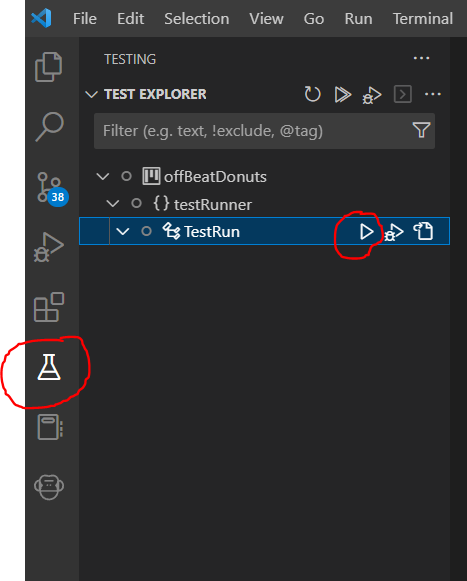 File Edit Selection View Go Run Terminal
TESTING
TEST EXPLORER
Filter (e.g. text, !exclude, @tag)
offBeatDonuts
38
{} testRunner
TestRun